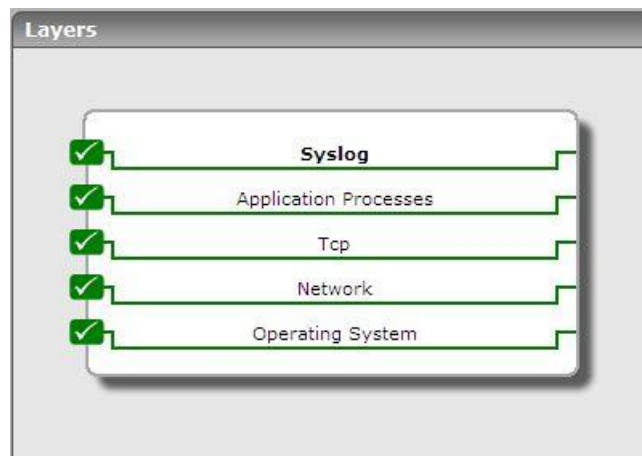 Layers
Syslog
Application Processes
Tcp
Network
Operating System